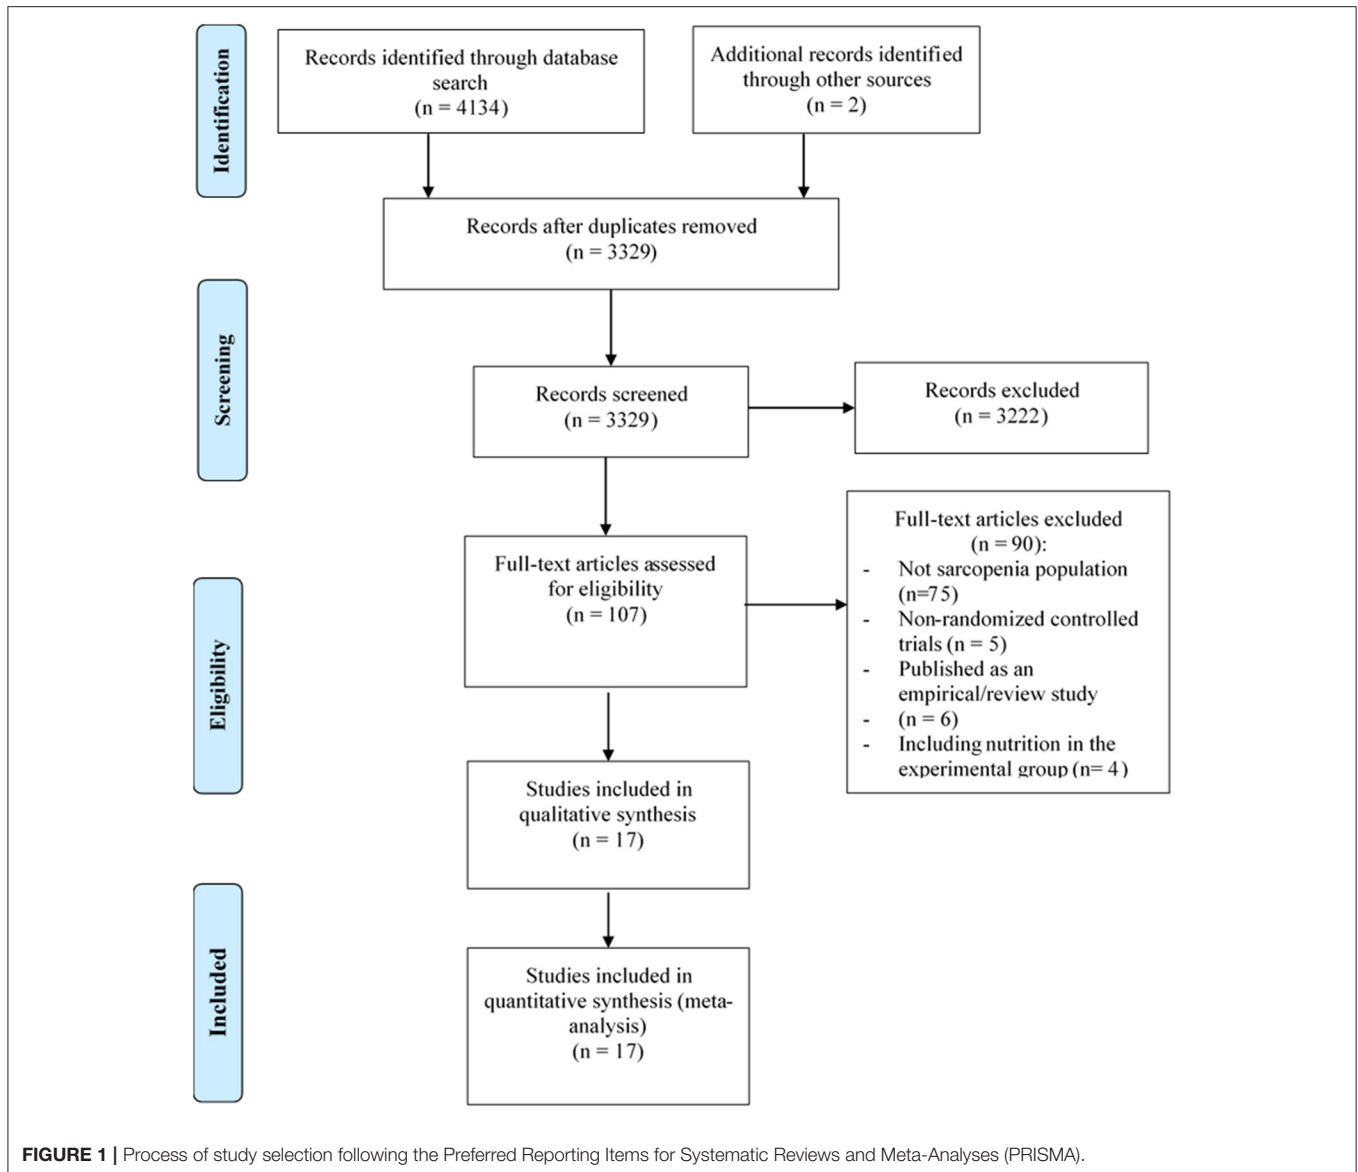 Identification
Records identified through database
search
(n = 4134)
Additional records identified
through other sources
(n = 2)
Records after duplicates removed
(n = 3329)
Screening
Records screened
(n = 3329)
Records excluded
(n = 3222)
Eligibility
Full-text articles assessed
for eligibility
(n = 107)
Full-text articles excluded
(n = 90):
- Not sarcopenia population
(n=75)
- Non-randomized controlled
trials (n = 5)
- Published as an
empirical/review study
- (n = 6)
- Including nutrition in the
experimental group (n= 4)
Studies included in
qualitative synthesis
(n = 17)
Included
Studies included in
quantitative synthesis (meta-
analysis)
(n = 17)
FIGURE 1 | Process of study selection following the Preferred Reporting Items for Systematic Reviews and Meta-Analyses (PRISMA).